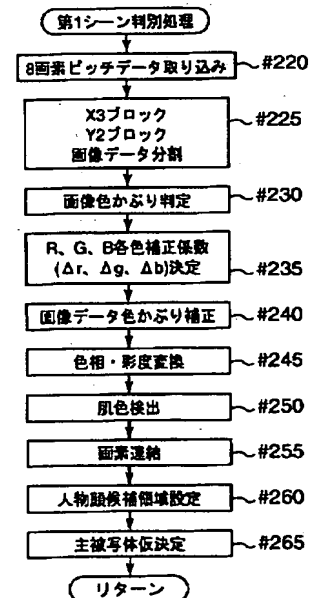 第1シーン判別処理
8画素ピッチデータ取り込み
#220
X3ブロック
Y2ブロック
画像データ分割
#225
画像色かぶり判定
#230
R、G、B各色補正係数
(Δr、Δg、Δb)決定
#235
画像データ色かぶり補正
#240
色相・彩度変換
#245
肌色検出
#250
画素連結
#255
人物頭候補領域設定
#260
主被写体仮決定
#265
リターン